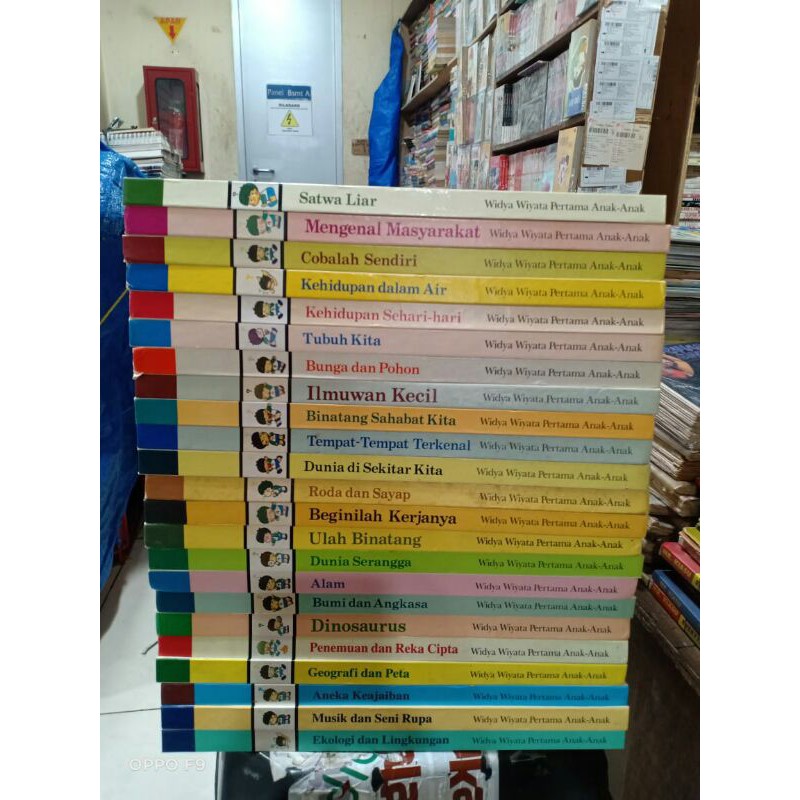 APAR
Panel Bami A
Satwa Liar Widya Wiyata Pertama Anak-Anak
Mengenal Masyarakat Widya Wiyata Pertama Anak-Anak
Cobalah Sendiri Widya Wiyata Pertama Anak-Anak
Kehidupan dalam Air Widya Wiyata Pertama Anak-Anak
Kehidupan Sehari-hari Widya Wiyata Pertama Anak-Anak
Tubuh Kita Widya Wiyata Pertama Anak-Anak
Bunga dan Pohon Widya Wiyata Pertama Anak-Anak
Ilmuwan Kecil Widya Wiyata Pertama Anak-Anak
Binatang Sahabat Kita Widya Wiyata Pertama Anak-Anak
Tempat-Tempat Terkenal Widya Wiyata Pertama Anak-Anak
Dunia di Sekitar Kita Widya Wiyata Pertama Anak-Anak
Roda dan Sayap Widya Wiyata Pertama Anak-Anak
Beginilah Kerjanya Widya Wiyata Pertama Anak-Anak
Ulah Binatang Widya Wiyata Pertama Anak-Anak
Dunia Serangga Widya Wiyata Pertama Anak-Anak
Alam Widya Wiyata Pertama Anak-Anak
Bumi dan Angkasa Widya Wiyata Pertama Anak-Anak
Dinosaurus Widya Wiyata Pertama Anak-Anak
Penemuan dan Reka Cipta Widya Wiyata Pertama Anak-Anak
Geografi dan Peta Widya Wiyata Pertama Anak-Anak
Aneka Keajaiban Widya Wiyata Pertama Anak-Anak
Musik dan Seni Rupa Widya Wiyata Pertama Anak-Anak
Ekologi dan Lingkungan Widya Wiyata Pertama Anak-Anak
OPPO F9